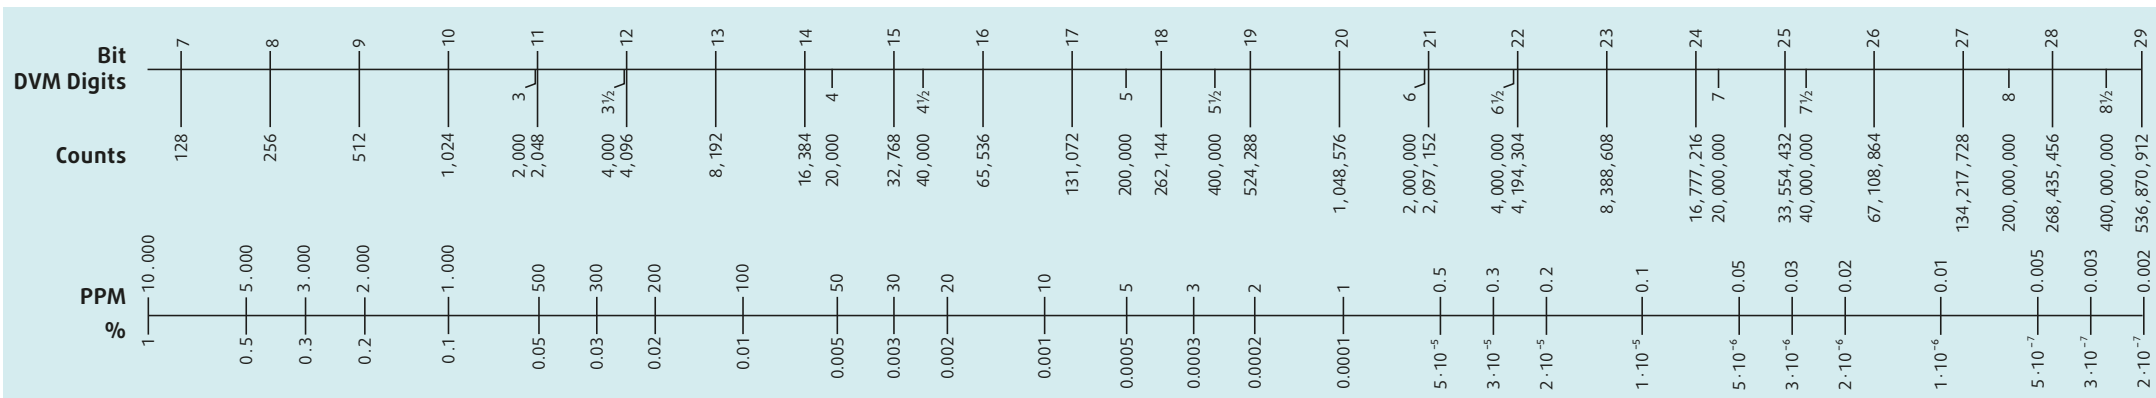 Bit 7 8 9 10 11 12 13 14 15 16 17 18 19 20 21 22 23 24 25 26 27 28 29
DVM Digits 3 3½ 4 4½ 5 5½ 6 6½ 7 7½ 8 8½
Counts 128 256 512 1,024 2,000 2,048 4,000 4,096 8,192 16,384 20,000 32,768 40,000 65,536 131,072 200,000 262,144 400,000 524,288 1,048,576 2,000,000 2,097,152 4,000,000 4,194,304 8,388,608 16,777,216 20,000,000 33,554,432 40,000,000 67,108,864 134,217,728 200,000,000 268,435,456 400,000,000 536,870,912
PPM 10.000 5.000 3.000 2.000 1.000 500 300 200 100 50 30 20 10 5 3 2 1 0.5 0.3 0.2 0.1 0.05 0.03 0.02 0.01 0.005 0.003 0.002
% 1 0.5 0.3 0.2 0.1 0.05 0.03 0.02 0.01 0.005 0.003 0.002 0.001 0.0005 0.0003 0.0002 0.0001 5·10⁻⁵ 3·10⁻⁵ 2·10⁻⁵ 1·10⁻⁵ 5·10⁻⁶ 3·10⁻⁶ 2·10⁻⁶ 1·10⁻⁶ 5·10⁻⁷ 3·10⁻⁷ 2·10⁻⁷